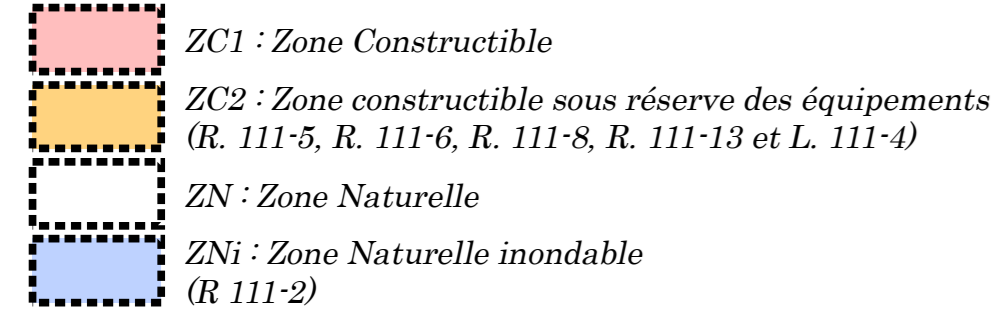 ZC1 : Zone Constructible
ZC2 : Zone constructible sous réserve des équipements
(R. 111-5, R. 111-6, R. 111-8, R. 111-13 et L. 111-4)
ZN : Zone Naturelle
ZNi : Zone Naturelle inondable
(R 111-2)